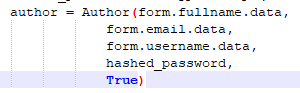 author = Author(form.fullname.data,
form.email.data,
form.username.data,
hashed_password,
True)